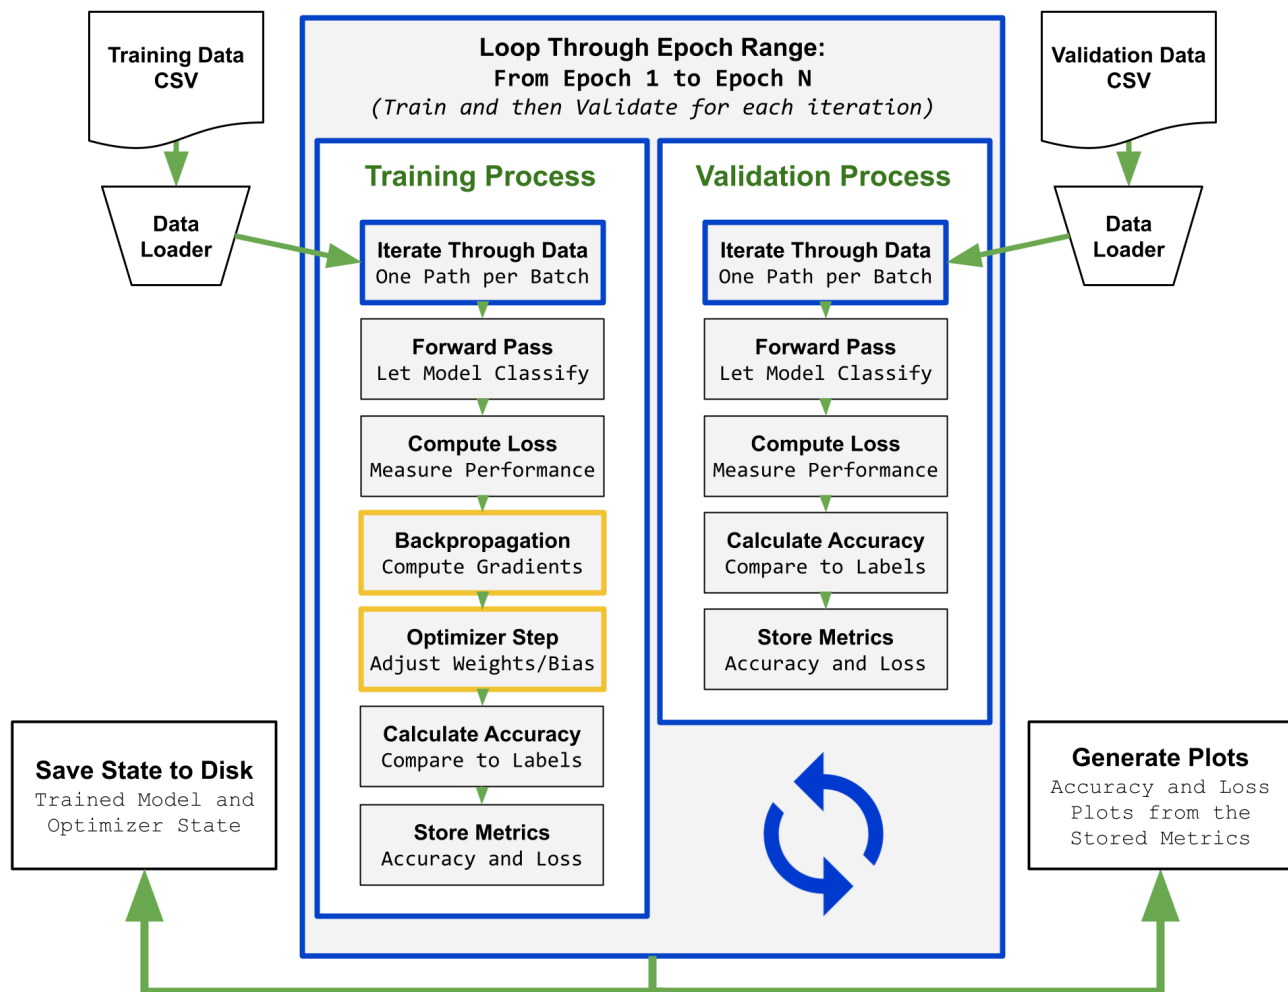 Training Data
CSV
Data
Loader
Loop Through Epoch Range:
From Epoch 1 to Epoch N
(Train and then Validate for each iteration)
Validation Data
CSV
Data
Loader
Training Process
Iterate Through Data
One Path per Batch
Forward Pass
Let Model Classify
Compute Loss
Measure Performance
Backpropagation
Compute Gradients
Optimizer Step
Adjust Weights/Bias
Calculate Accuracy
Compare to Labels
Store Metrics
Accuracy and Loss
Validation Process
Iterate Through Data
One Path per Batch
Forward Pass
Let Model Classify
Compute Loss
Measure Performance
Calculate Accuracy
Compare to Labels
Store Metrics
Accuracy and Loss
Save State to Disk
Trained Model and
Optimizer State
Generate Plots
Accuracy and Loss
Plots from the
Stored Metrics